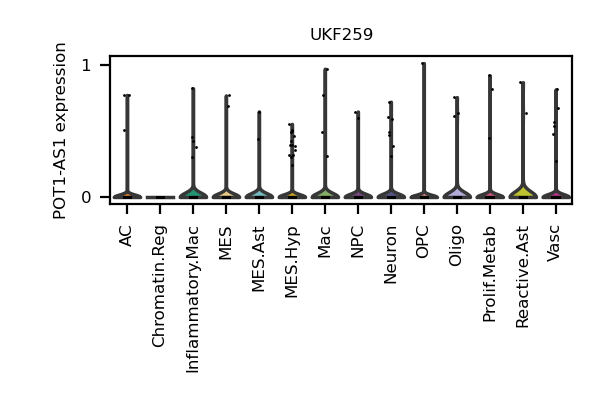 UKF259
POT1-AS1 expression
1
0
AC
Chromatin.Reg
Inflammatory.Mac
MES
MES.Ast
MES.Hyp
Mac
NPC
Neuron
OPC
Oligo
Prolif.Metab
Reactive.Ast
Vasc